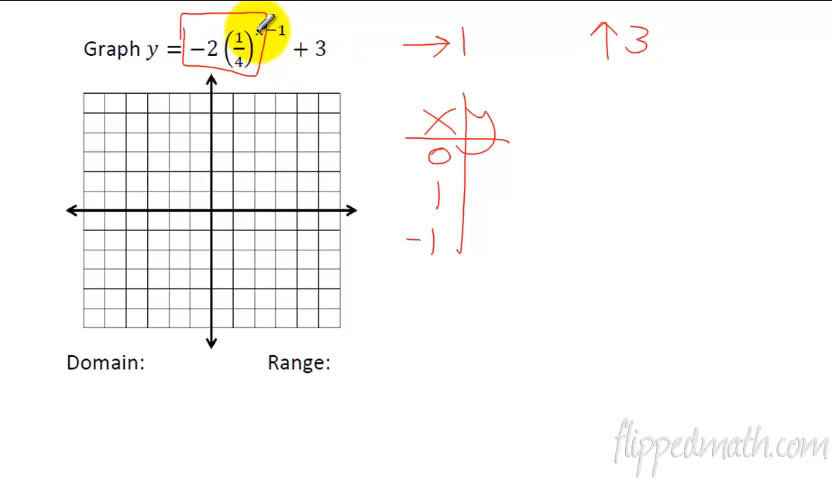 Graph y = −2(1/4)^(x−1) + 3
→ 1
↑ 3
x y
0
1
−1
Domain: Range:
flippedmath.com